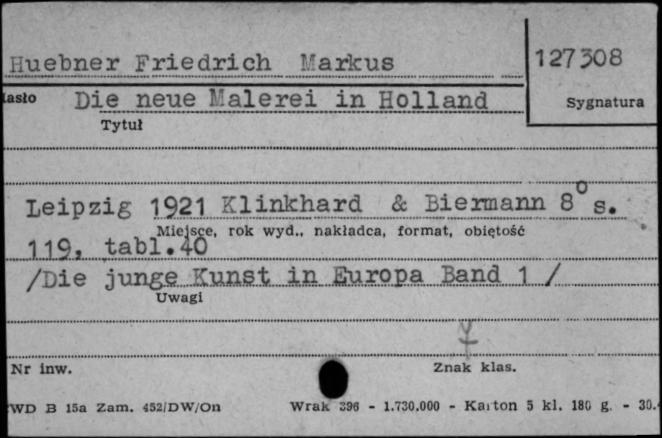 Huebner Friedrich Markus 127308
Die neue Malerei in Holland Sygnatura
Tytuł
Leipzig 1921 Klinkhard & Biermann 8° s.
Miejsce, rok wyd., nakładca, format, objętość
119, tabl.40
/Die junge Kunst in Europa Band 1 /
Uwagi
Nr inw. Znak klas.
WD B 15a Zam. 452/DW/On Wrak 396 - 1.730.000 - Karton 5 kl. 180 g. - 30.